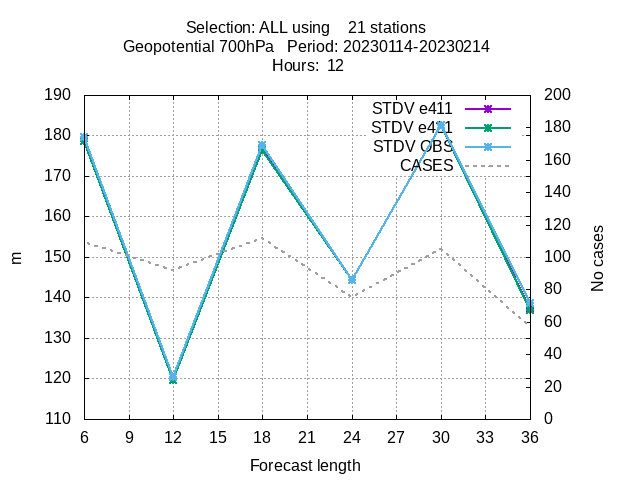 Selection: ALL using    21 stations
Geopotential 700hPa   Period: 20230114-20230214
Hours:  12
190
180
170
160
150
140
130
120
110
200
180
160
140
120
100
80
60
40
20
0
STDV e411
STDV e421
STDV OBS
CASES
m
No cases
6 9 12 15 18 21 24 27 30 33 36
Forecast length